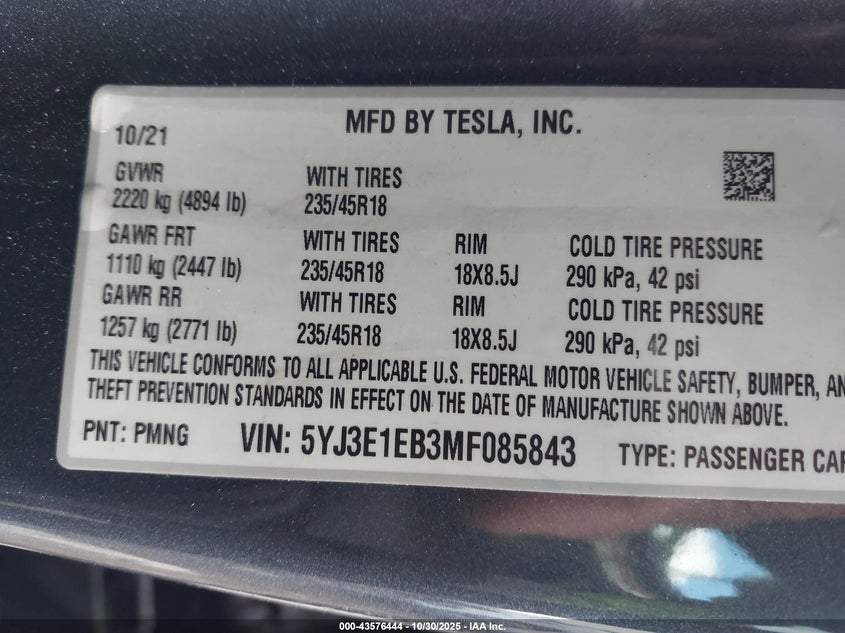 10/21 MFD BY TESLA, INC.
GVWR WITH TIRES
2220 kg (4894 lb) 235/45R18
GAWR FRT WITH TIRES RIM COLD TIRE PRESSURE
1110 kg (2447 lb) 235/45R18 18X8.5J 290 kPa, 42 psi
GAWR RR WITH TIRES RIM COLD TIRE PRESSURE
1257 kg (2771 lb) 235/45R18 18X8.5J 290 kPa, 42 psi
THIS VEHICLE CONFORMS TO ALL APPLICABLE U.S. FEDERAL MOTOR VEHICLE SAFETY, BUMPER, AN
THEFT PREVENTION STANDARDS IN EFFECT ON THE DATE OF MANUFACTURE SHOWN ABOVE.
PNT: PMNG VIN: 5YJ3E1EB3MF085843 TYPE: PASSENGER CAR
000-43576444 - 10/30/2025 - IAA Inc.